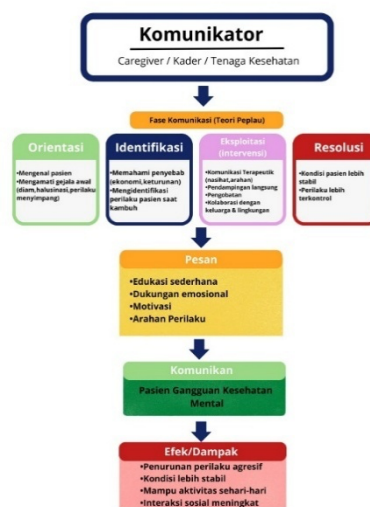 Komunikator
Caregiver / Kader / Tenaga Kesehatan
Fase Komunikasi (Teori Peplau)
Orientasi
•Mengenal pasien
•Mengamati gejala awal
(diam,halusinasi,perilaku
menyimpang)
Identifikasi
•Memahami penyebab
(ekonomi,keturunan)
•Mengidentifikasi
perilaku pasien saat
kambuh
Eksploitasi
(Intervensi)
•Komunikasi Terapeutik
(nasihat,arahan)
•Pendampingan langsung
•Pengobatan
•Kolaborasi dengan
keluarga & lingkungan
Resolusi
•Kondisi pasien lebih
stabil
•Perilaku lebih
terkontrol
Pesan
•Edukasi sederhana
•Dukungan emosional
•Motivasi
•Arahan Perilaku
Komunikan
Pasien Gangguan Kesehatan
Mental
Efek/Dampak
•Penurunan perilaku agresif
•Kondisi lebih stabil
•Mampu aktivitas sehari-hari
•Interaksi sosial meningkat